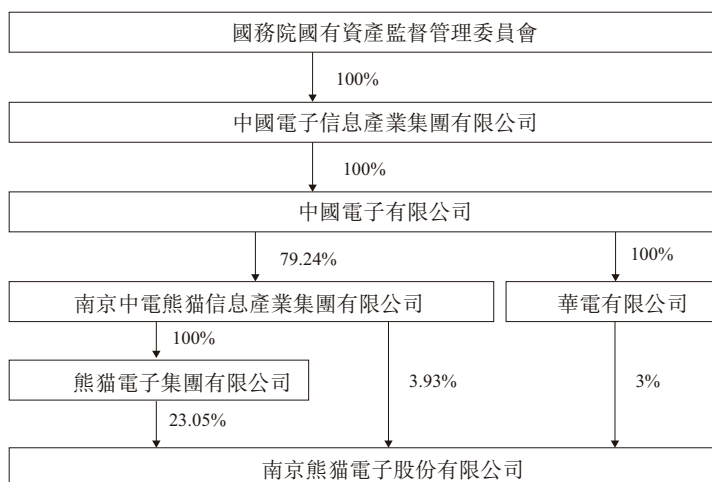 國務院國有資產監督管理委員會
100%
中國電子信息產業集團有限公司
100%
中國電子有限公司
79.24%
100%
南京中電熊猫信息產業集團有限公司
華電有限公司
100%
熊猫電子集團有限公司
3.93%
3%
23.05%
南京熊猫電子股份有限公司